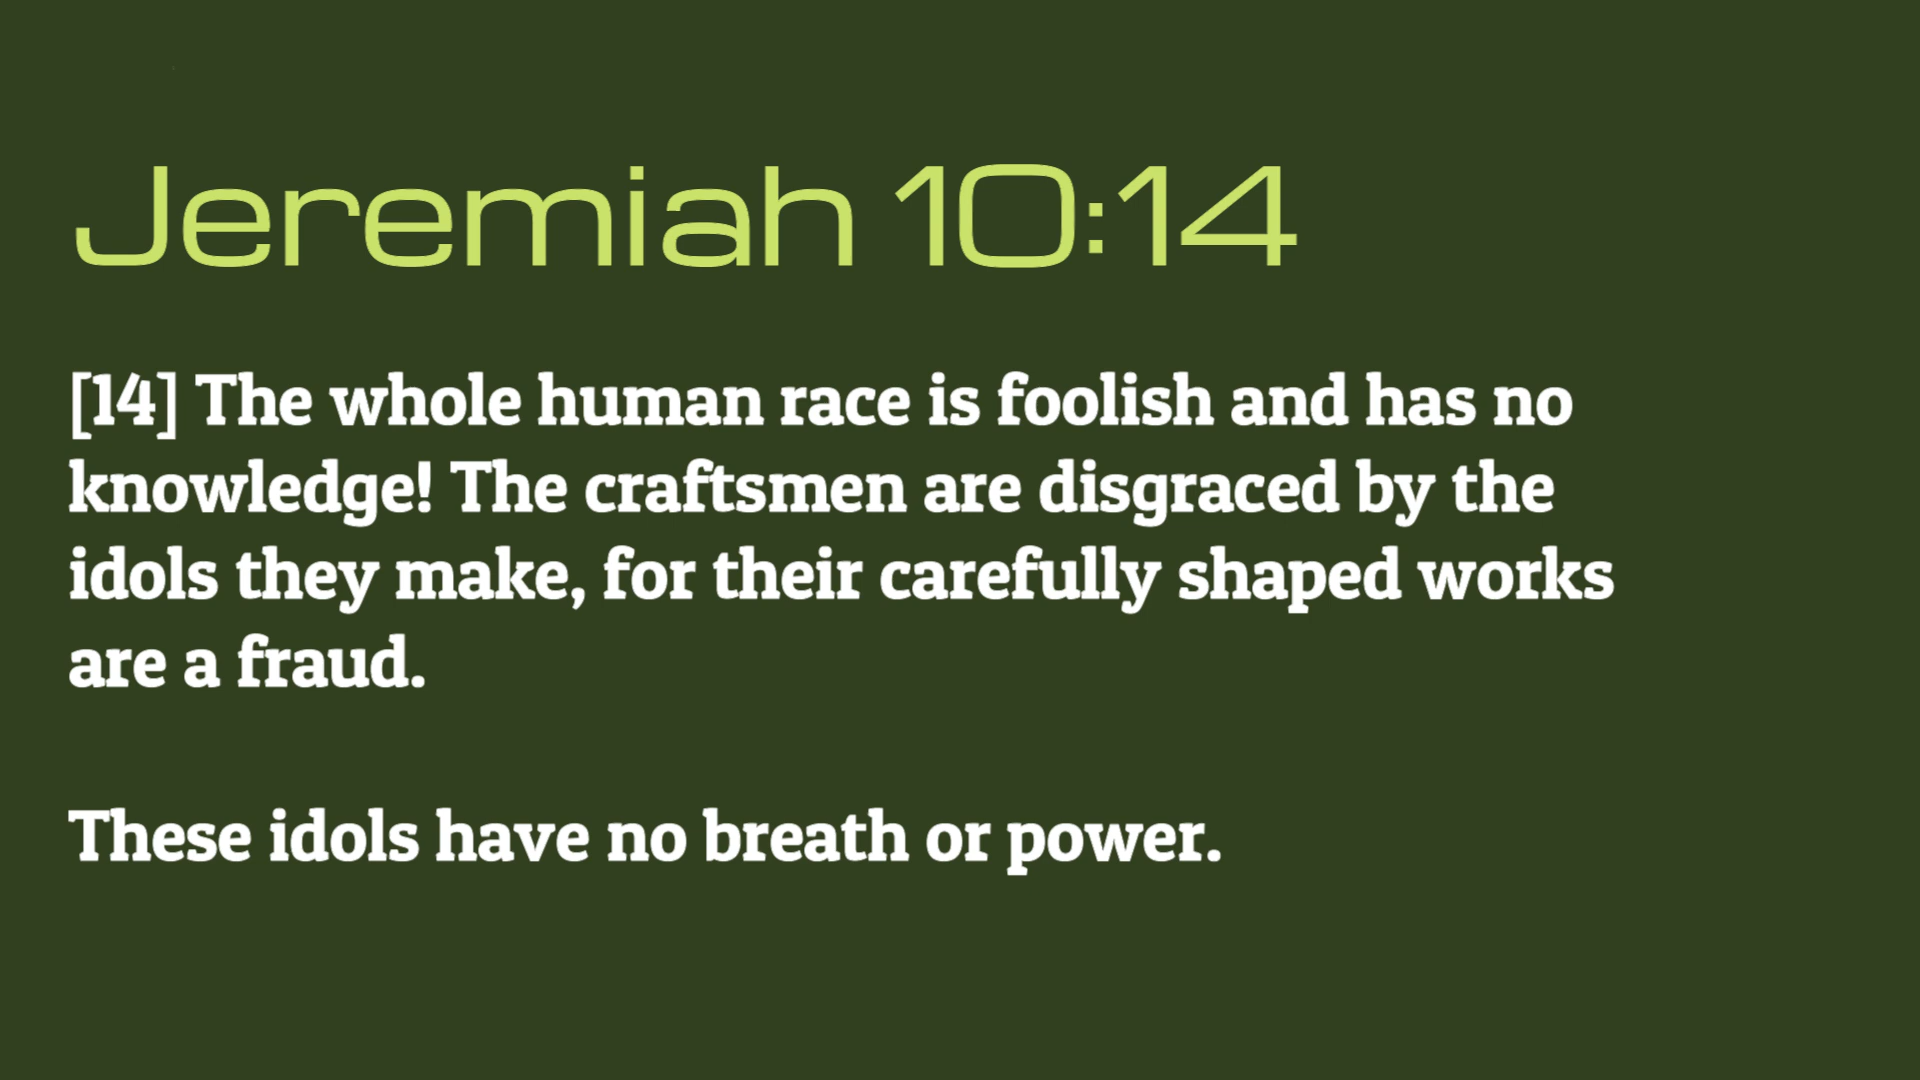 Jeremiah 10:14
[14] The whole human race is foolish and has no
knowledge! The craftsmen are disgraced by the
idols they make, for their carefully shaped works
are a fraud.
These idols have no breath or power.